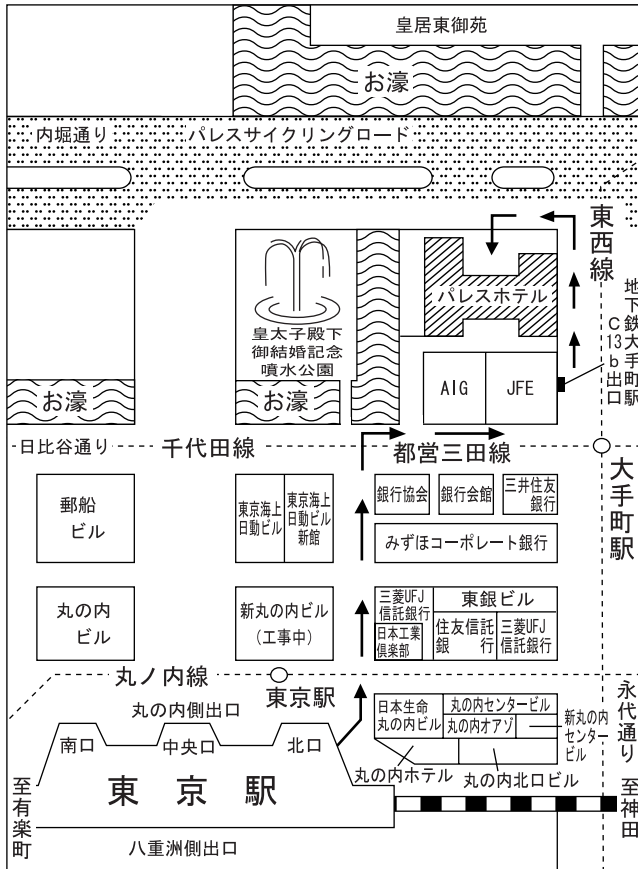 皇居東御苑
お濠
内堀通り
パレスサイクリングロード
東西線
パレスホテル
地下鉄大手町駅
C13b出口
皇太子殿下
御結婚記念
噴水公園
AIG
JFE
お濠
お濠
日比谷通り
千代田線
都営三田線
大手町駅
郵船
ビル
東京海上
日動ビル
東京海上
日動ビル
新館
銀行協会
銀行会館
三井住友
銀行
みずほコーポレート銀行
丸の内
ビル
新丸の内ビル
(工事中)
三菱UFJ
信託銀行
日本工業
倶楽部
東銀ビル
住友信託
銀行
三菱UFJ
信託銀行
丸ノ内線
東京駅
永代通り
丸の内側出口
日本生命
丸の内ビル
丸の内センタービル
丸の内オアゾ
新丸の内
センター
ビル
南口
中央口
北口
丸の内ホテル
丸の内北口ビル
東京駅
至有楽町
至神田
八重洲側出口